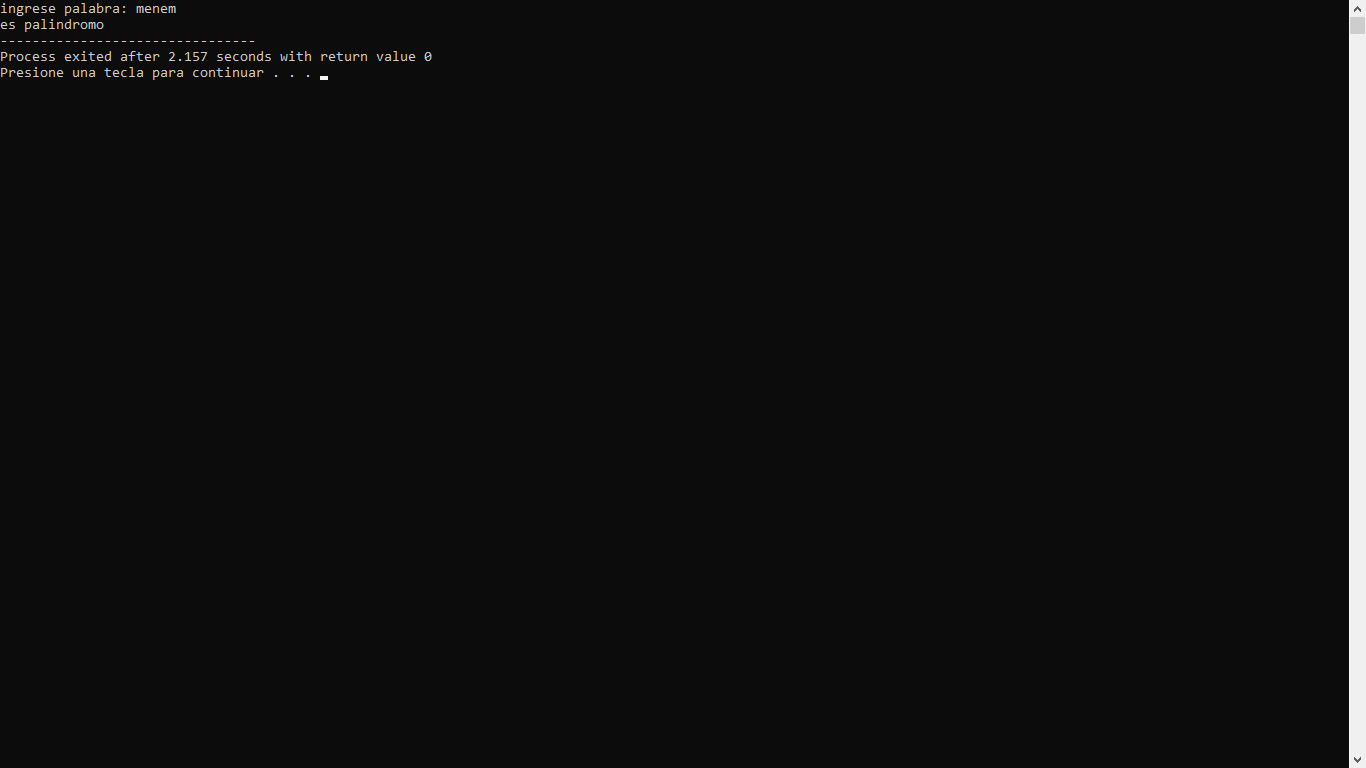 ingrese palabra: menem
es palindromo
--------------------------------
Process exited after 2.157 seconds with return value 0
Presione una tecla para continuar . . .